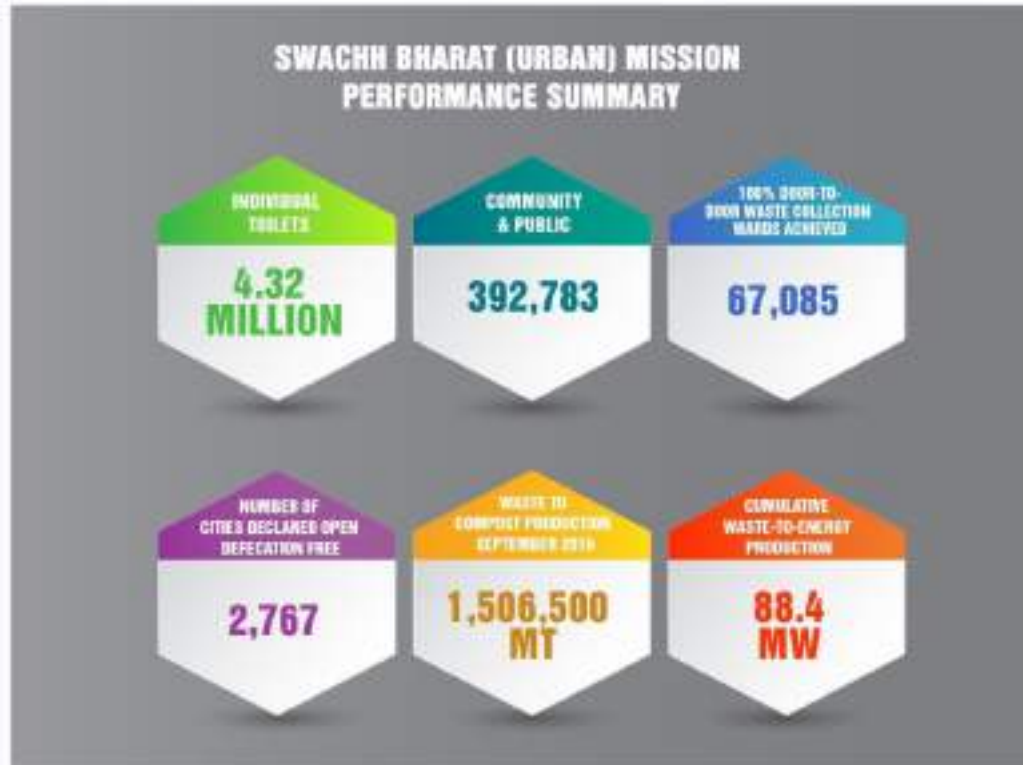 SWACHH BHARAT (URBAN) MISSION
PERFORMANCE SUMMARY
INDIVIDUAL
TOILETS
4.32
MILLION
COMMUNITY
& PUBLIC
392,783
100% DOOR-TO-
DOOR WASTE COLLECTION
WARDS ACHIEVED
67,085
NUMBER OF
CITIES DECLARED OPEN
DEFECATION FREE
2,767
WASTE TO
COMPOST PRODUCTION
SEPTEMBER
1,506,500
MT
CUMULATIVE
WASTE-TO-ENERGY
PRODUCTION
88.4
MW